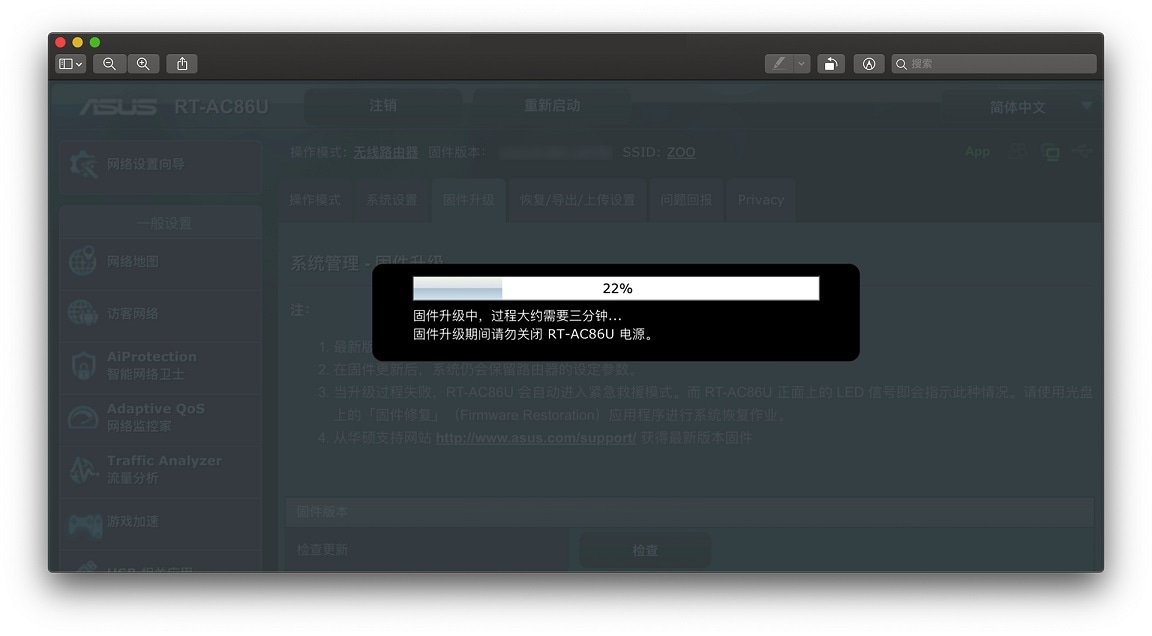 搜索
ASUS RT-AC86U 注销 重新启动 简体中文
操作模式: 无线路由器 固件版本: SSID: ZOO App
网络设置向导
操作模式 系统设置 固件升级 恢复/导出/上传设置 问题回报 Privacy
一般设置
网络地图
系统管理 - 固件升级
22%
访客网络
注:
固件升级中，过程大约需要三分钟...
固件升级期间请勿关闭 RT-AC86U 电源。
1. 最新版
AiProtection
智能网络卫士
2. 在固件更新后，系统仍会保留路由器的设定参数。
3. 当升级过程失败，RT-AC86U 会自动进入紧急救援模式。而 RT-AC86U 正面上的 LED 信号即会指示此种情况。请使用光盘
上的「固件修复」（Firmware Restoration）应用程序进行系统恢复作业。
Adaptive QoS
网络监控家
4. 从华硕支持网站 http://www.asus.com/support/ 获得最新版本固件
Traffic Analyzer
流量分析
固件版本
游戏加速
检查更新 检查
USB 相关应用